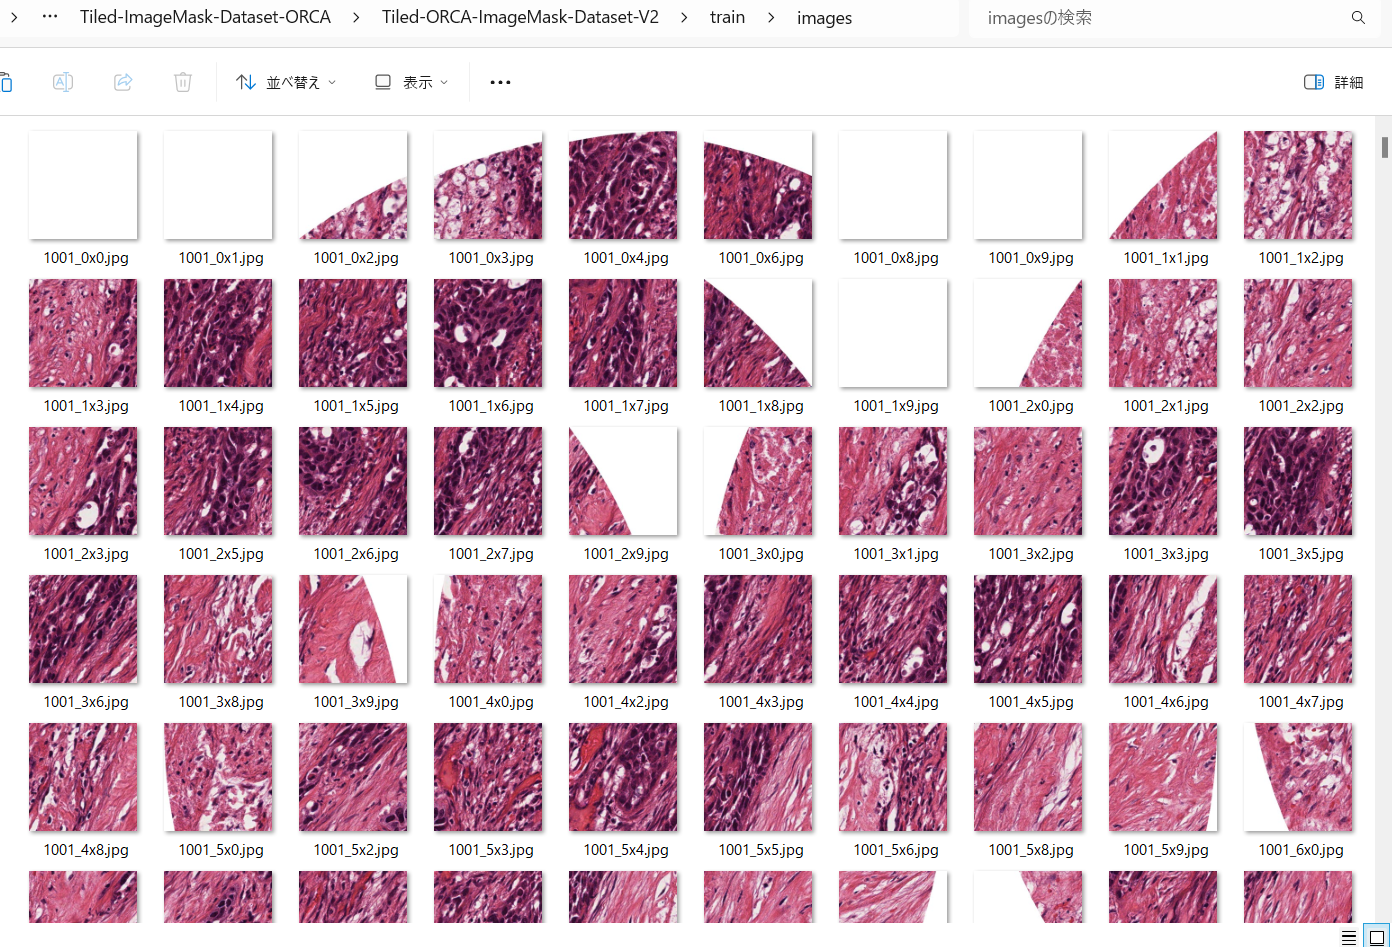 Tiled-ImageMask-Dataset-ORCA > Tiled-ORCA-ImageMask-Dataset-V2 > train > images
imagesの検索
並べ替え
表示
詳細
1001_0x0.jpg 1001_0x1.jpg 1001_0x2.jpg 1001_0x3.jpg 1001_0x4.jpg 1001_0x6.jpg 1001_0x8.jpg 1001_0x9.jpg 1001_1x1.jpg 1001_1x2.jpg
1001_1x3.jpg 1001_1x4.jpg 1001_1x5.jpg 1001_1x6.jpg 1001_1x7.jpg 1001_1x8.jpg 1001_1x9.jpg 1001_2x0.jpg 1001_2x1.jpg 1001_2x2.jpg
1001_2x3.jpg 1001_2x5.jpg 1001_2x6.jpg 1001_2x7.jpg 1001_2x9.jpg 1001_3x0.jpg 1001_3x1.jpg 1001_3x2.jpg 1001_3x3.jpg 1001_3x5.jpg
1001_3x6.jpg 1001_3x8.jpg 1001_3x9.jpg 1001_4x0.jpg 1001_4x2.jpg 1001_4x3.jpg 1001_4x4.jpg 1001_4x5.jpg 1001_4x6.jpg 1001_4x7.jpg
1001_4x8.jpg 1001_5x0.jpg 1001_5x2.jpg 1001_5x3.jpg 1001_5x4.jpg 1001_5x5.jpg 1001_5x6.jpg 1001_5x8.jpg 1001_5x9.jpg 1001_6x0.jpg